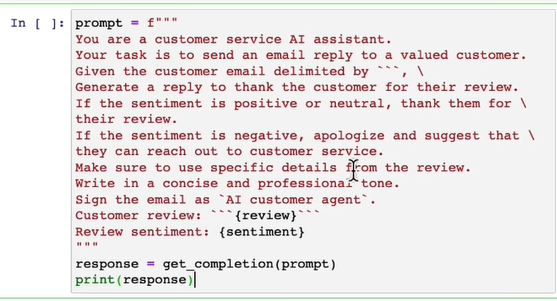 In [ ]: prompt = f"""
You are a customer service AI assistant.
Your task is to send an email reply to a valued customer.
Given the customer email delimited by ```, \
Generate a reply to thank the customer for their review.
If the sentiment is positive or neutral, thank them for \
their review.
If the sentiment is negative, apologize and suggest that \
they can reach out to customer service.
Make sure to use specific details from the review.
Write in a concise and professional tone.
Sign the email as `AI customer agent`.
Customer review: ```{review}```
Review sentiment: {sentiment}
"""
response = get_completion(prompt)
print(response)